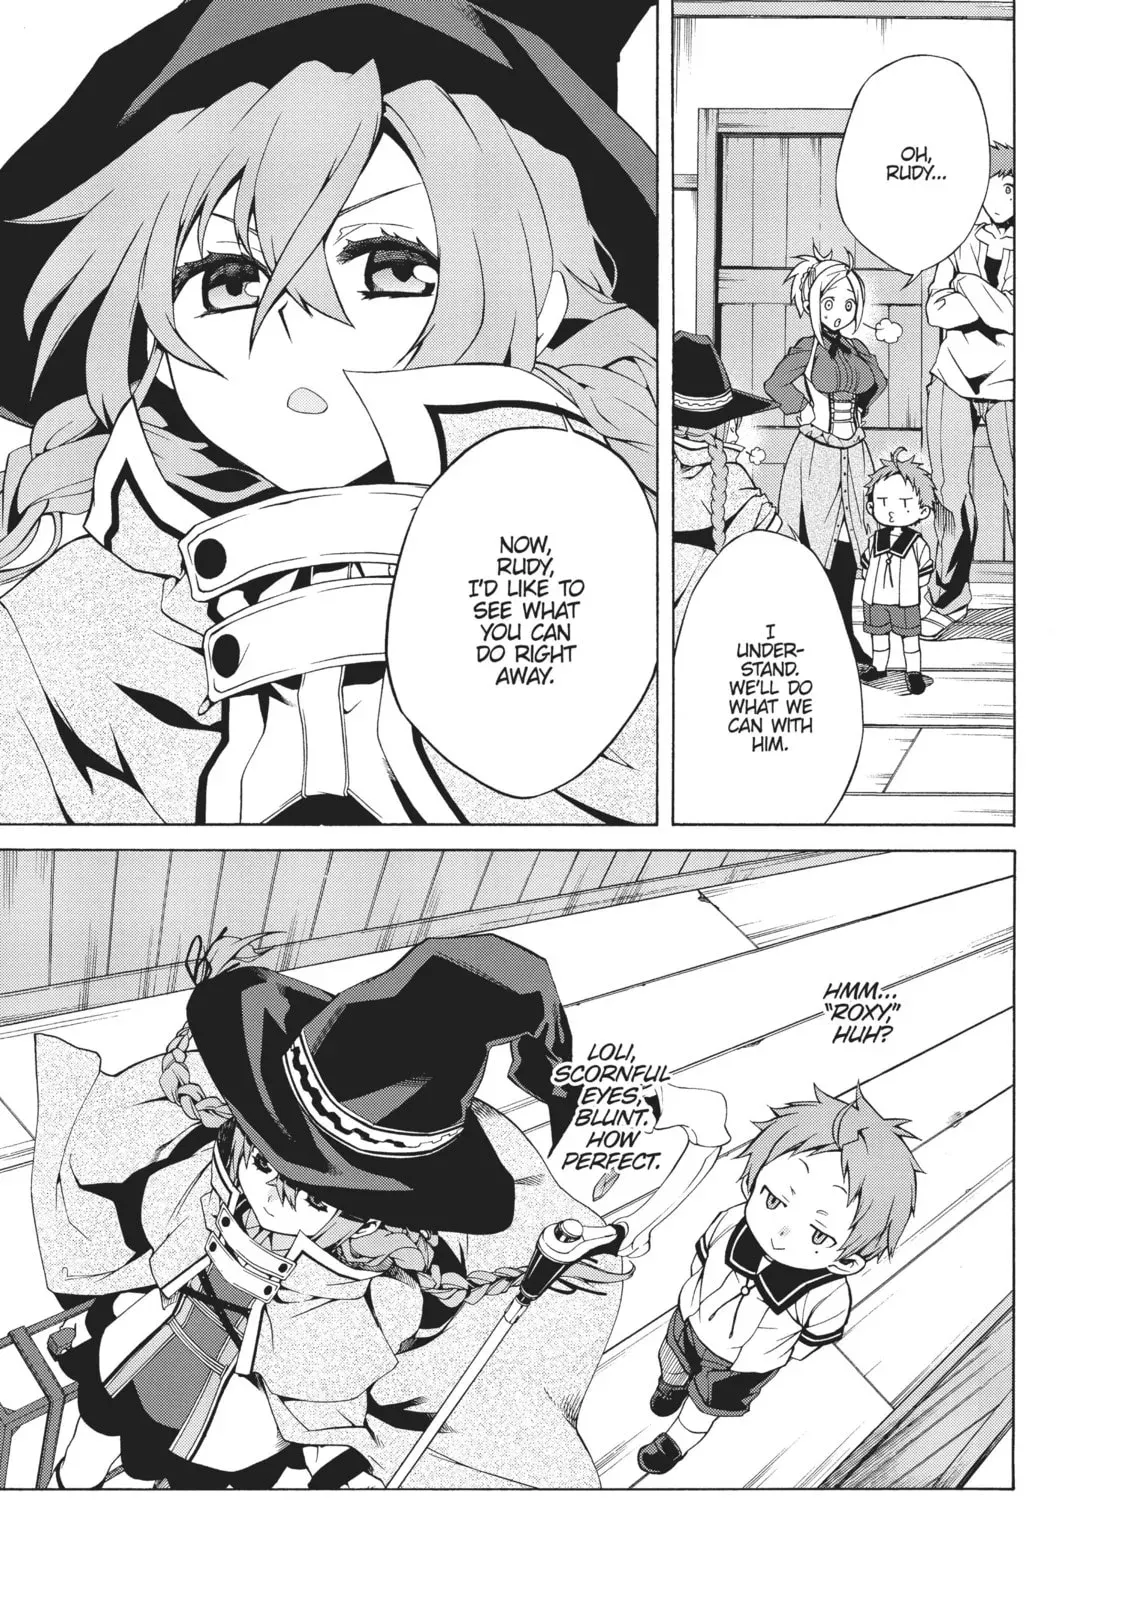 OH,
RUDY...
I
UNDER-
STAND.
WE'LL DO
WHAT WE
CAN WITH
HIM.
NOW,
RUDY,
I'D LIKE TO
SEE WHAT
YOU CAN
DO RIGHT
AWAY.
HMM...
"ROXY,"
HUH?
LOLI,
SCORNFUL
EYES,
BLUNT.
HOW
PERFECT.